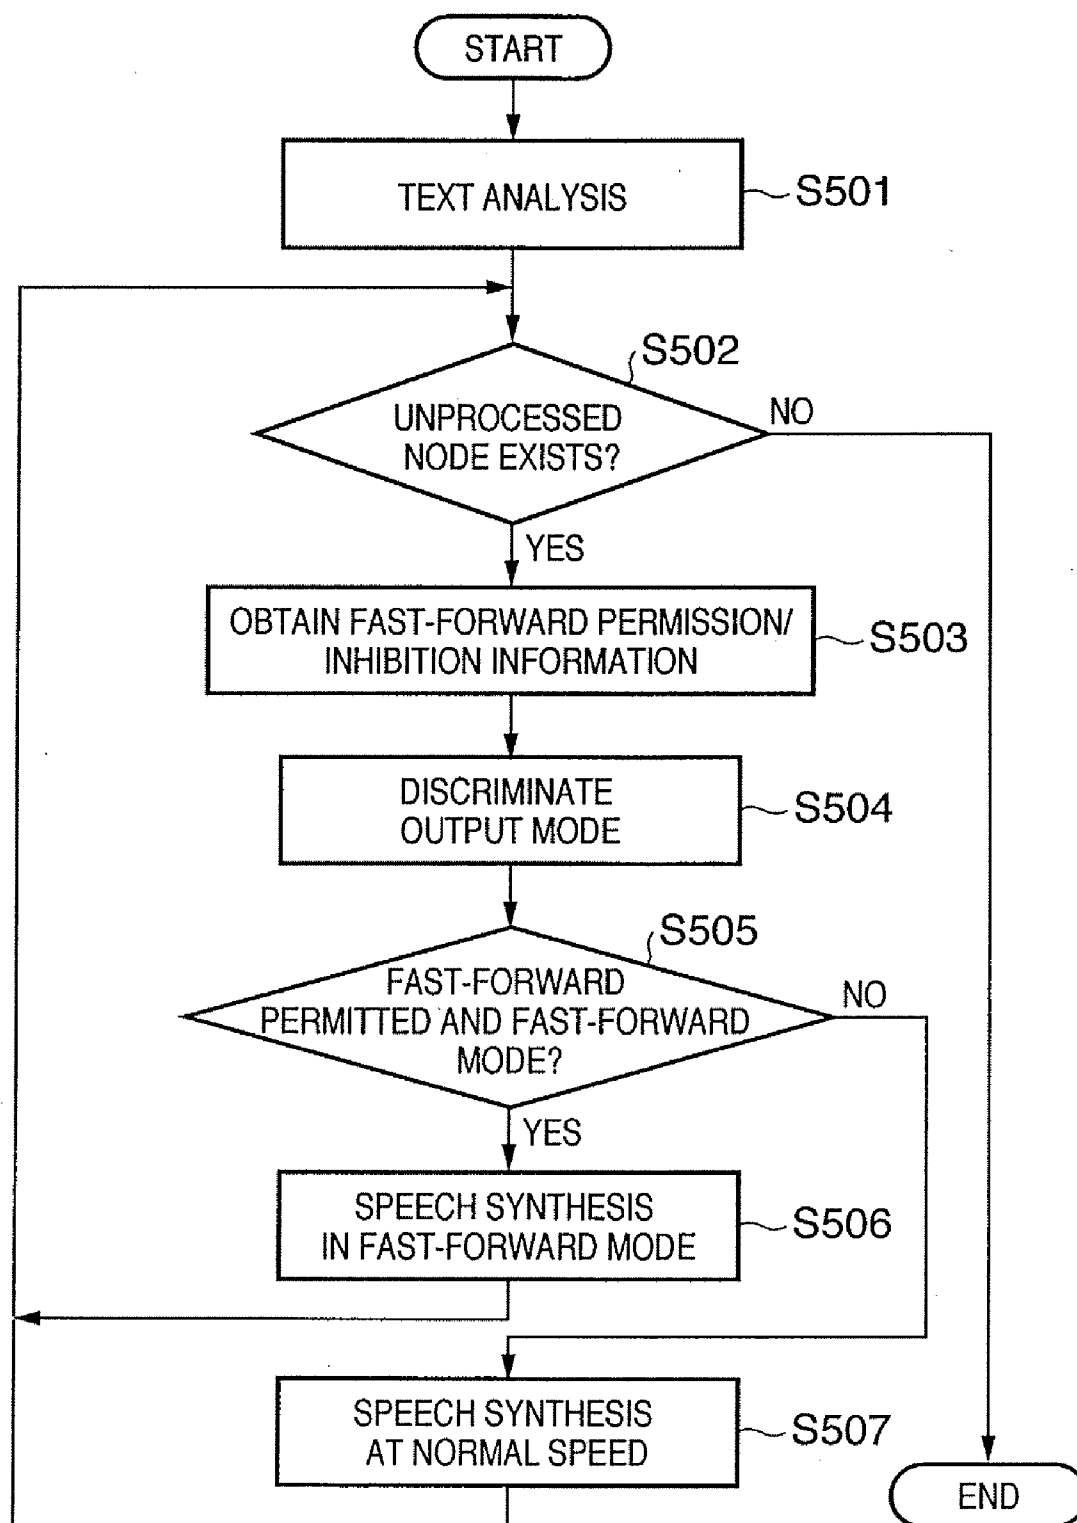 START
TEXT ANALYSIS
S501
S502
UNPROCESSED
NODE EXISTS?
NO
YES
OBTAIN FAST-FORWARD PERMISSION/
INHIBITION INFORMATION
S503
DISCRIMINATE
OUTPUT MODE
S504
S505
FAST-FORWARD
PERMITTED AND FAST-FORWARD
MODE?
NO
YES
SPEECH SYNTHESIS
IN FAST-FORWARD MODE
S506
SPEECH SYNTHESIS
AT NORMAL SPEED
S507
END